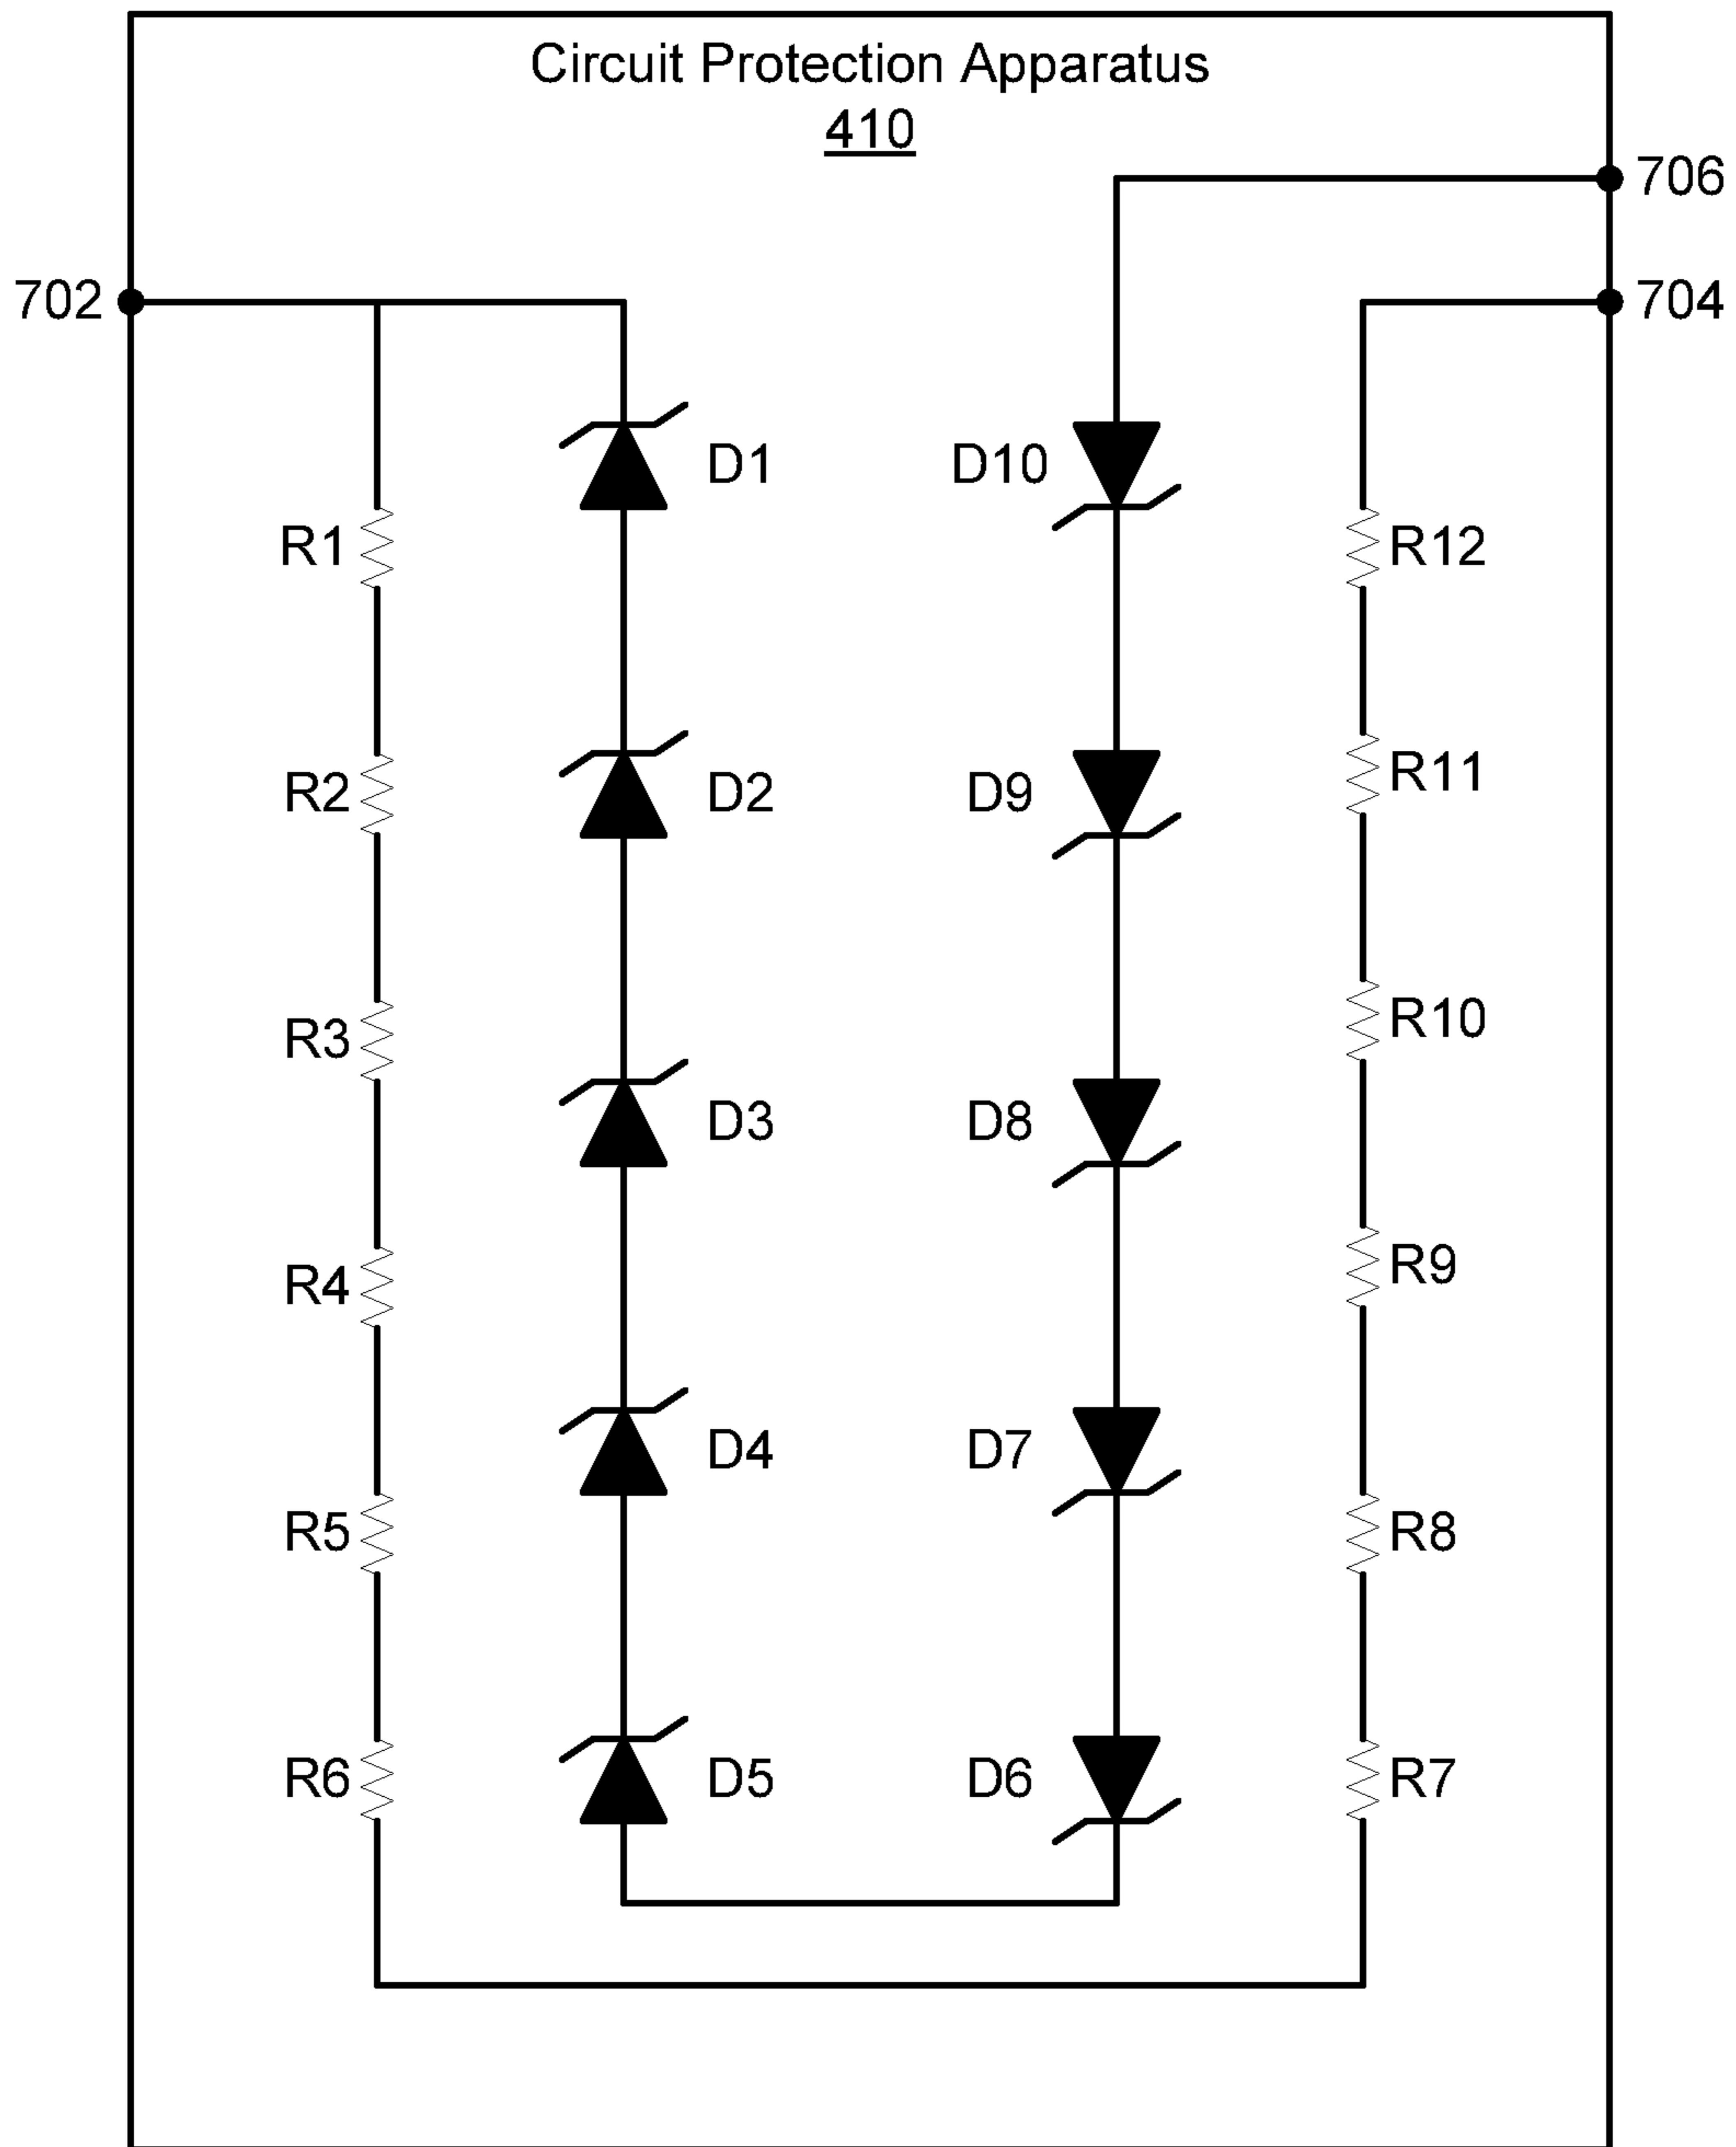 Circuit Protection Apparatus
410
706
702
704
D1
D10
R1
R12
R2
D2
D9
R11
R3
D3
D8
R10
R4
D4
D7
R9
R5
R8
R6
D5
D6
R7